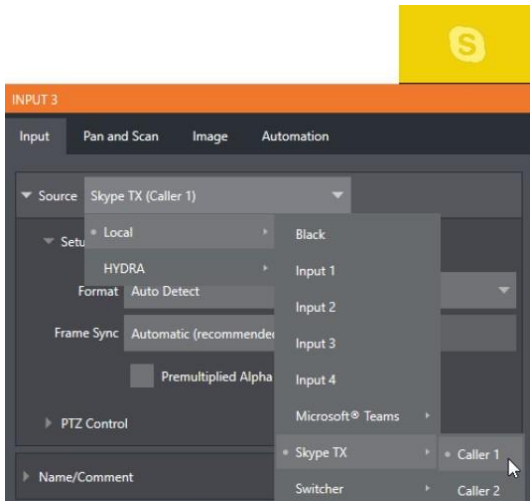 S
INPUT 3
Input Pan and Scan Image Automation
Source Skype TX (Caller 1)
Local
Black
HYDRA
Input 1
Format Auto Detect
Input 2
Frame Sync Automatic (recommende
Input 3
Premultiplied Alpha
Input 4
PTZ Control
Microsoft® Teams
Skype TX
Caller 1
Name/Comment
Switcher
Caller 2